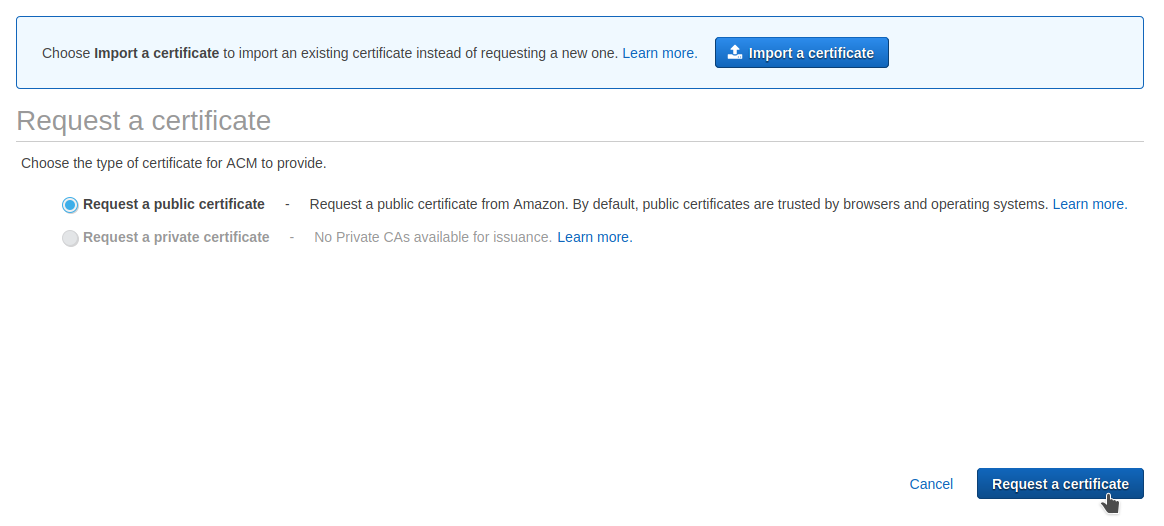 Choose Import a certificate to import an existing certificate instead of requesting a new one. Learn more. Import a certificate
Request a certificate
Choose the type of certificate for ACM to provide.
Request a public certificate - Request a public certificate from Amazon. By default, public certificates are trusted by browsers and operating systems. Learn more.
Request a private certificate - No Private CAs available for issuance. Learn more.
Cancel Request a certificate